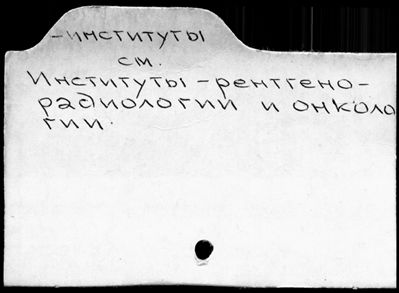 -институты
см.
Институты - рентгено-
радиологии и онколо
гии.